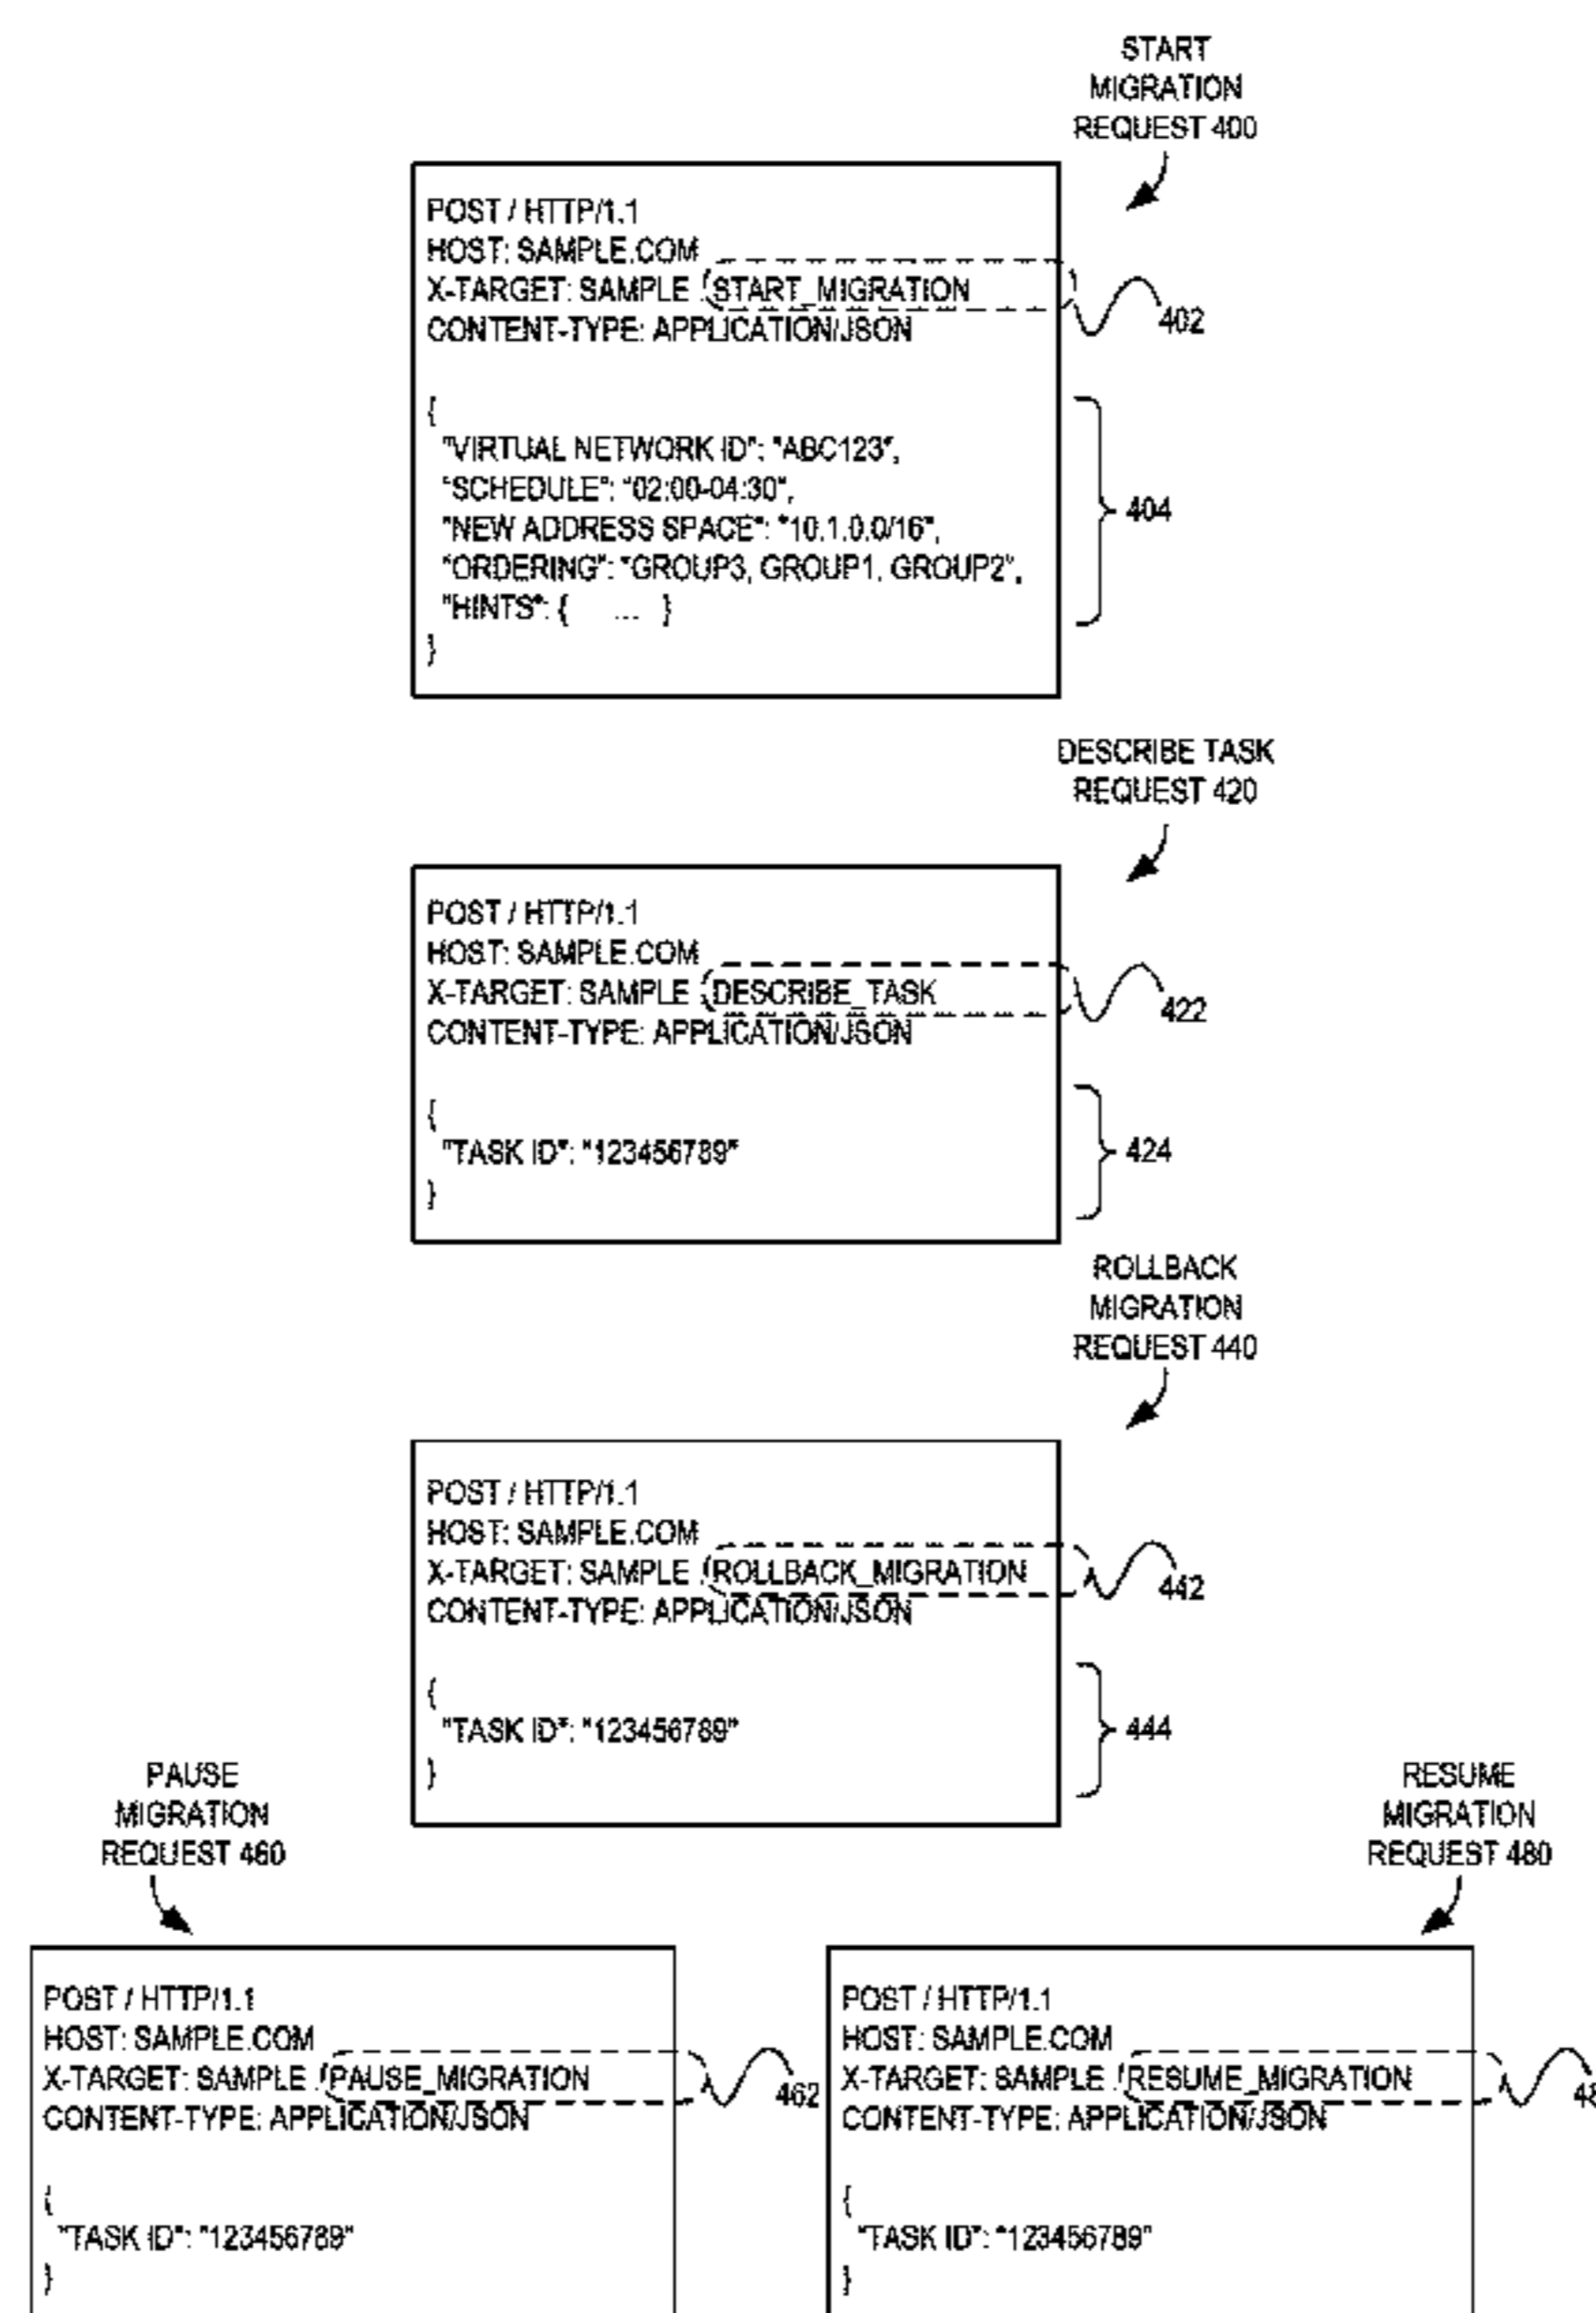 START
MIGRATION
REQUEST 400
POST / HTTP/1.1
HOST: SAMPLE.COM
X-TARGET: SAMPLE.START_MIGRATION
CONTENT-TYPE: APPLICATION/JSON
402
{
"VIRTUAL NETWORK ID": "ABC123",
"SCHEDULE": "02:00-04:30",
"NEW ADDRESS SPACE": "10.1.0.0/16",
"ORDERING": "GROUP3, GROUP1, GROUP2",
"HINTS": { ... }
}
404
DESCRIBE TASK
REQUEST 420
POST / HTTP/1.1
HOST: SAMPLE.COM
X-TARGET: SAMPLE.DESCRIBE_TASK
CONTENT-TYPE: APPLICATION/JSON
422
{
"TASK ID": "123456789"
}
424
ROLLBACK
MIGRATION
REQUEST 440
POST / HTTP/1.1
HOST: SAMPLE.COM
X-TARGET: SAMPLE.ROLLBACK_MIGRATION
CONTENT-TYPE: APPLICATION/JSON
442
{
"TASK ID": "123456789"
}
444
PAUSE
MIGRATION
REQUEST 460
POST / HTTP/1.1
HOST: SAMPLE.COM
X-TARGET: SAMPLE.PAUSE_MIGRATION
CONTENT-TYPE: APPLICATION/JSON
462
{
"TASK ID": "123456789"
}
RESUME
MIGRATION
REQUEST 480
POST / HTTP/1.1
HOST: SAMPLE.COM
X-TARGET: SAMPLE.RESUME_MIGRATION
CONTENT-TYPE: APPLICATION/JSON
{
"TASK ID": "123456789"
}